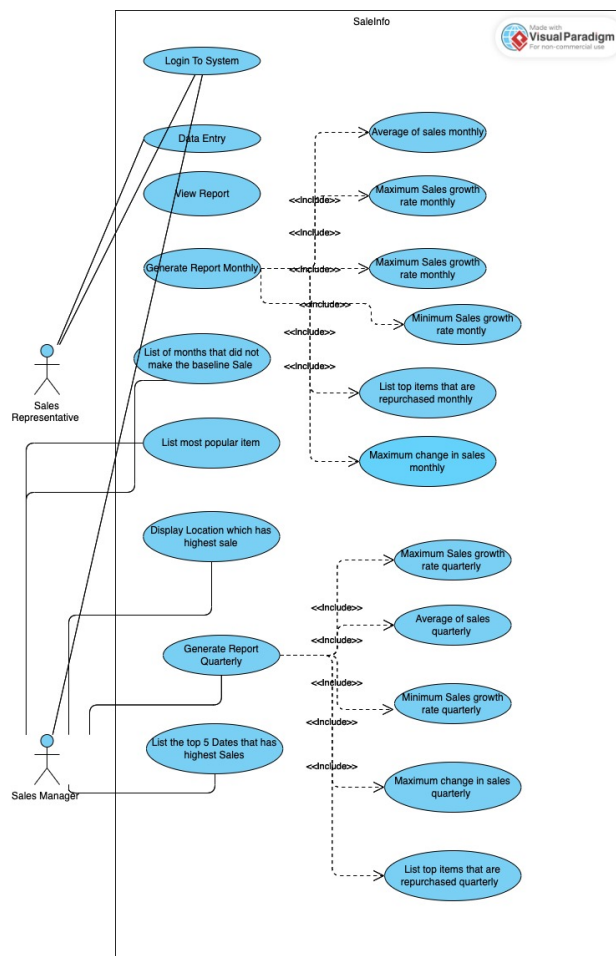 SaleInfo
Made with
Visual Paradigm
For non-commercial use
Login To System
Data Entry
Average of sales monthly
View Report
Maximum Sales growth
rate monthly
<<Include>>
<<Include>>
Generate Report Monthly
<<Include>>
Maximum Sales growth
rate monthly
<<Include>>
Minimum Sales growth
rate montly
<<Include>>
<<Include>>
List of months that did not
make the baseline Sale
List top items that are
repurchased monthly
Sales
Representative
List most popular item
Maximum change in sales
monthly
Display Location which has
highest sale
Maximum Sales growth
rate quarterly
<<Include>>
Average of sales
quarterly
<<Include>>
Generate Report
Quarterly
<<Include>>
Minimum Sales growth
rate quarterly
<<Include>>
List the top 5 Dates that has
highest Sales
<<Include>>
Maximum change in sales
quarterly
Sales Manager
List top items that are
repurchased quarterly